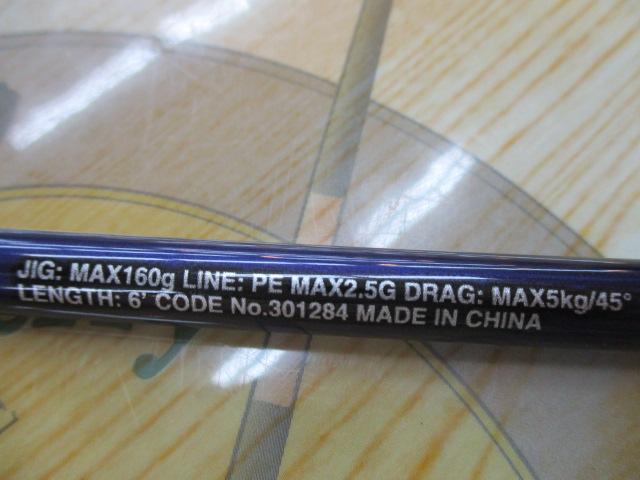 JIG: MAX160g LINE: PE MAX2.5G DRAG: MAX5kg/45°
LENGTH: 6' CODE No.301284 MADE IN CHINA